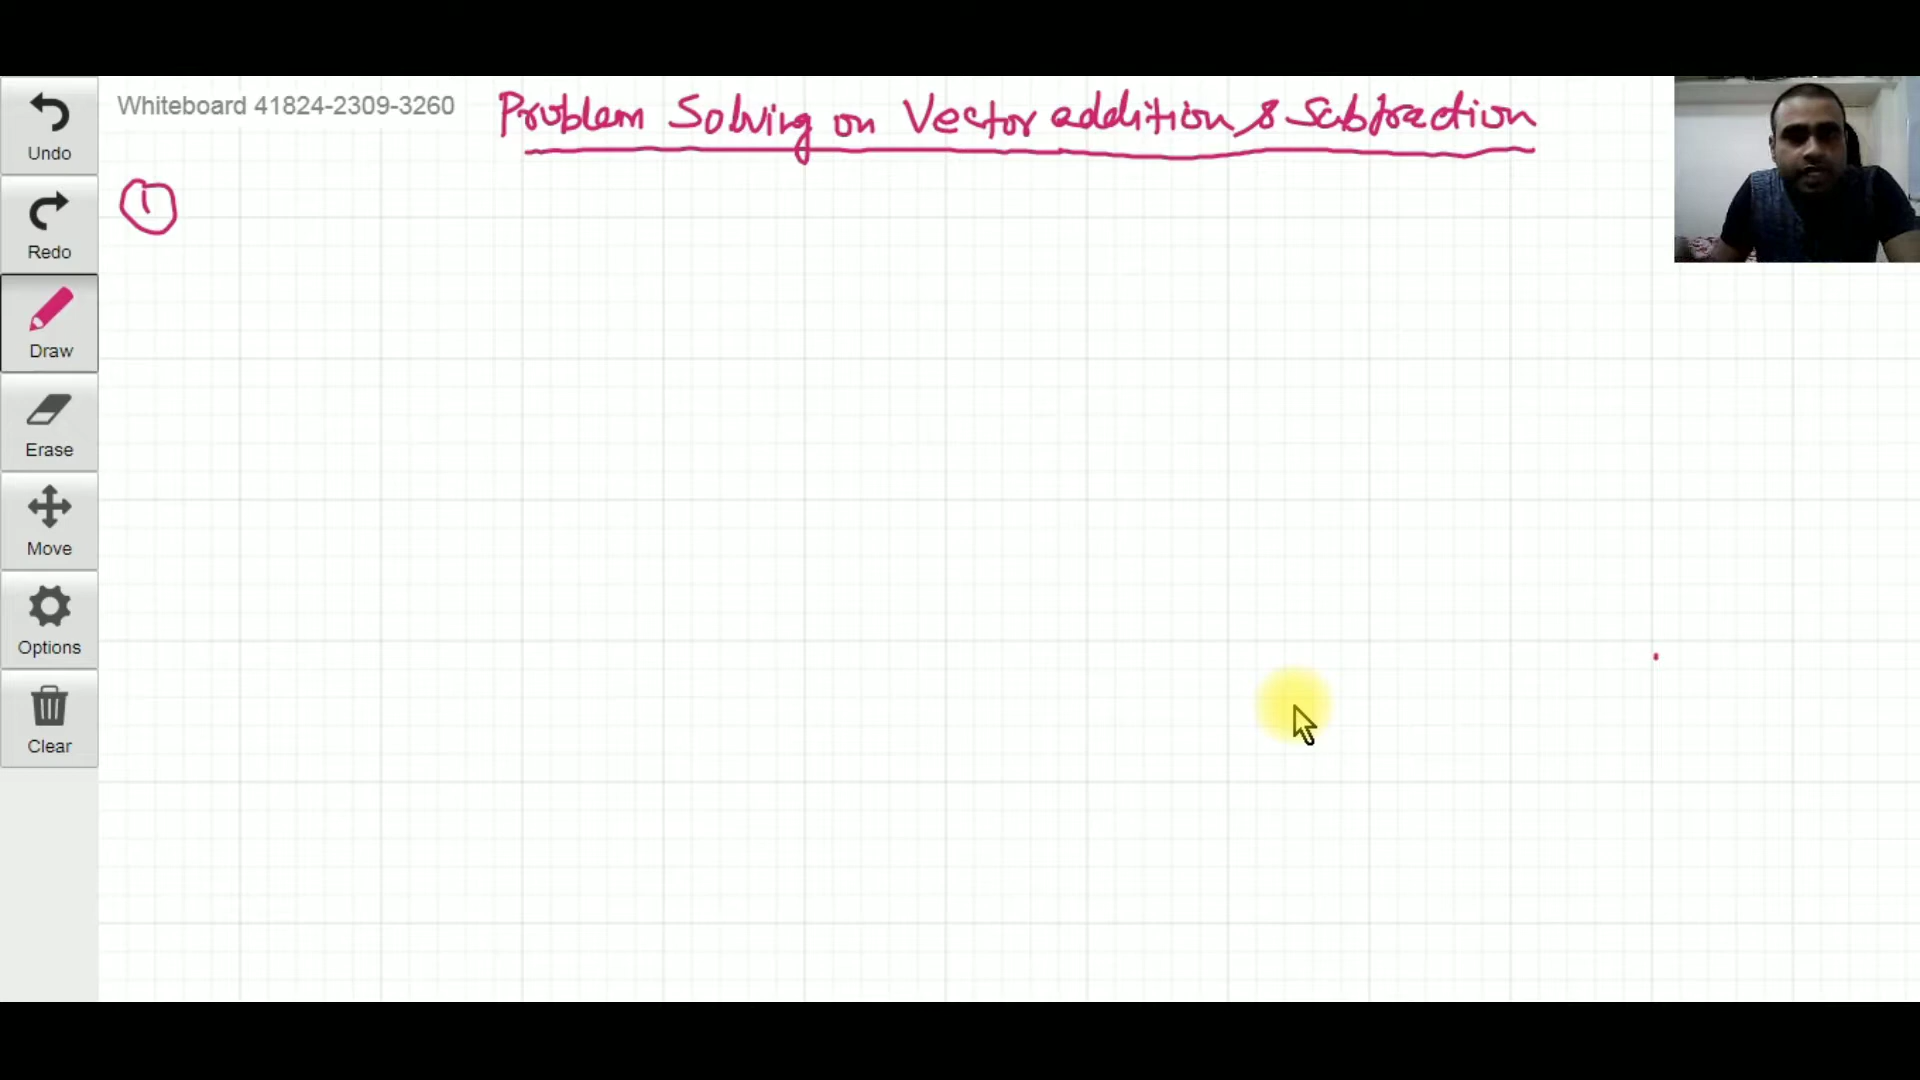 Whiteboard 41824-2309-3260
Problem Solving on Vector addition & Subtraction
1
Undo
Redo
Draw
Erase
Move
Options
Clear